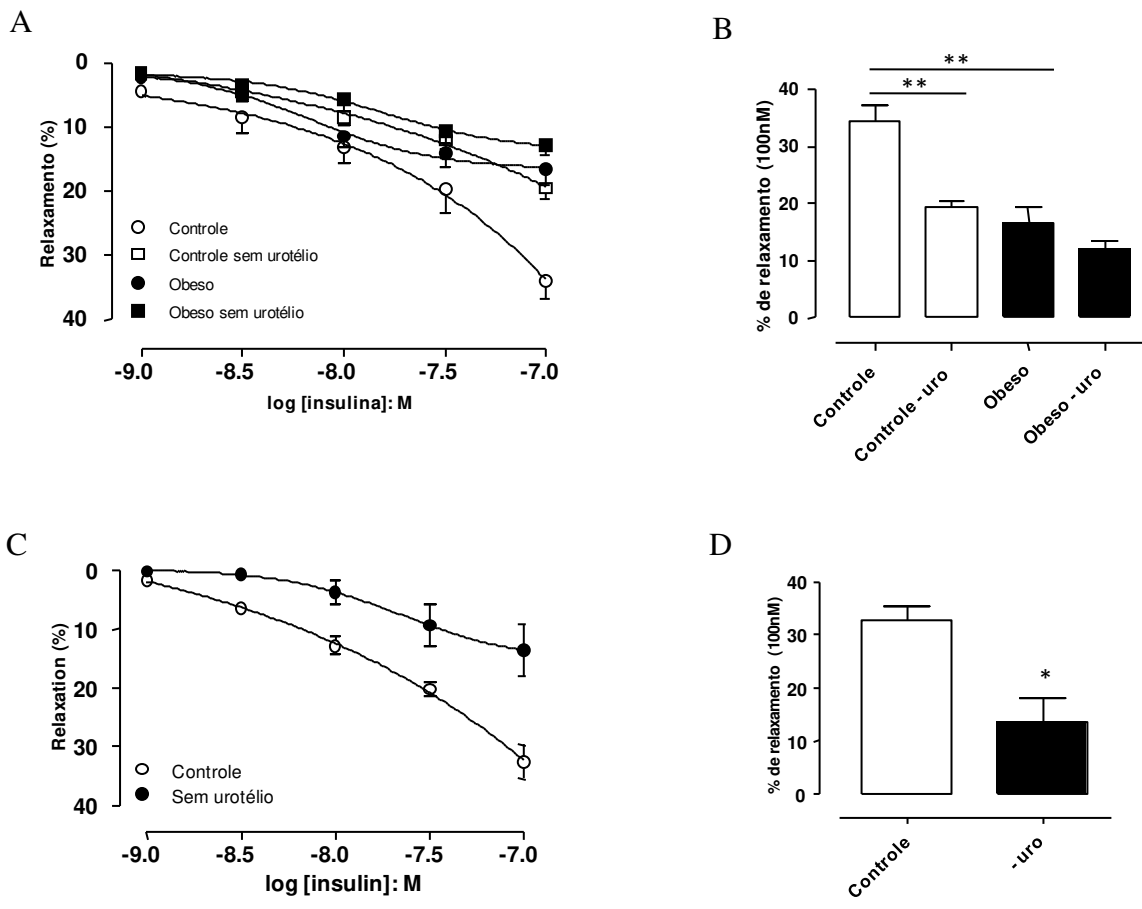 A
Relaxamento (%)
0
10
20
30
40
Controle
Controle sem urotélio
Obeso
Obeso sem urotélio
-9.0 -8.5 -8.0 -7.5 -7.0
log [insulina]: M
B
% de relaxamento (100nM)
40
30
20
10
0
**
**
Controle
Controle - uro
Obeso
Obeso - uro
C
Relaxation (%)
0
10
20
30
40
Controle
Sem urotélio
-9.0 -8.5 -8.0 -7.5 -7.0
log [insulin]: M
D
% de relaxamento (100nM)
40
30
20
10
0
*
Controle
- uro